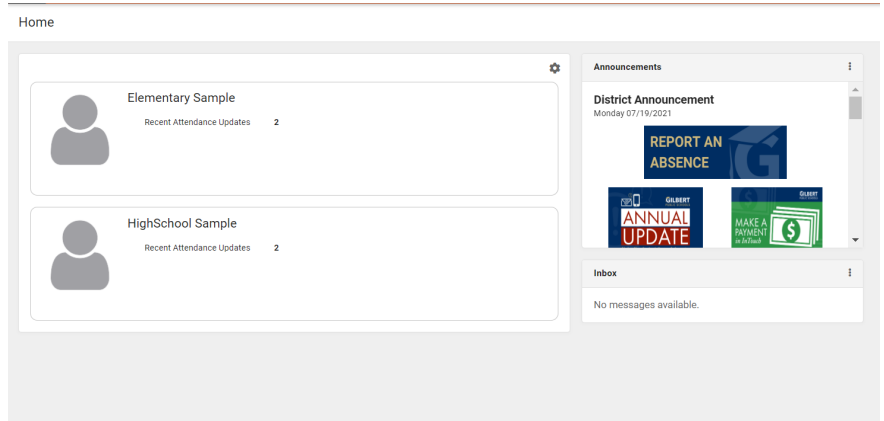 Home
Elementary Sample
Recent Attendance Updates 2
HighSchool Sample
Recent Attendance Updates 2
Announcements
District Announcement
Monday 07/19/2021
REPORT AN
ABSENCE
G
GILBERT
ANNUAL
UPDATE
GILBERT
MAKE A
PAYMENT
in InTouch
$
Inbox
No messages available.